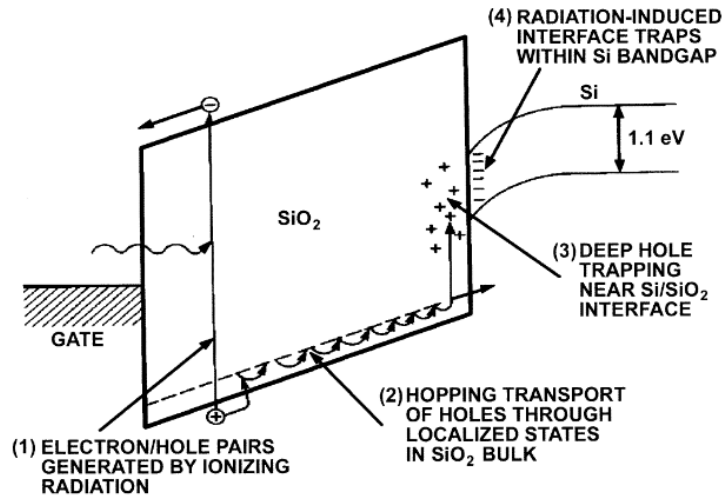 (4) RADIATION-INDUCED
INTERFACE TRAPS
WITHIN Si BANDGAP
Si
1.1 eV
SiO2
(3) DEEP HOLE
TRAPPING
NEAR Si/SiO2
INTERFACE
GATE
(2) HOPPING TRANSPORT
OF HOLES THROUGH
LOCALIZED STATES
IN SiO2 BULK
(1) ELECTRON/HOLE PAIRS
GENERATED BY IONIZING
RADIATION